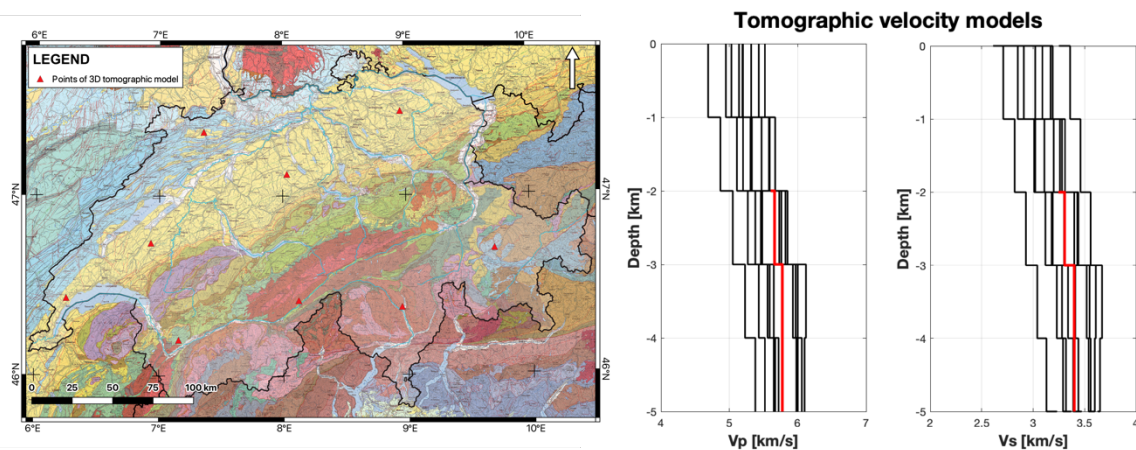 Tomographic velocity models
6°E 7°E 8°E 9°E 10°E
LEGEND
Points of 3D tomographic model
47°N 47°N
46°N 46°N
0 25 50 75 100 km
6°E 7°E 8°E 9°E 10°E
0
-1
-2
-3
-4
-5
Depth [km]
4 5 6 7
Vp [km/s]
0
-1
-2
-3
-4
-5
Depth [km]
2 2.5 3 3.5 4
Vs [km/s]